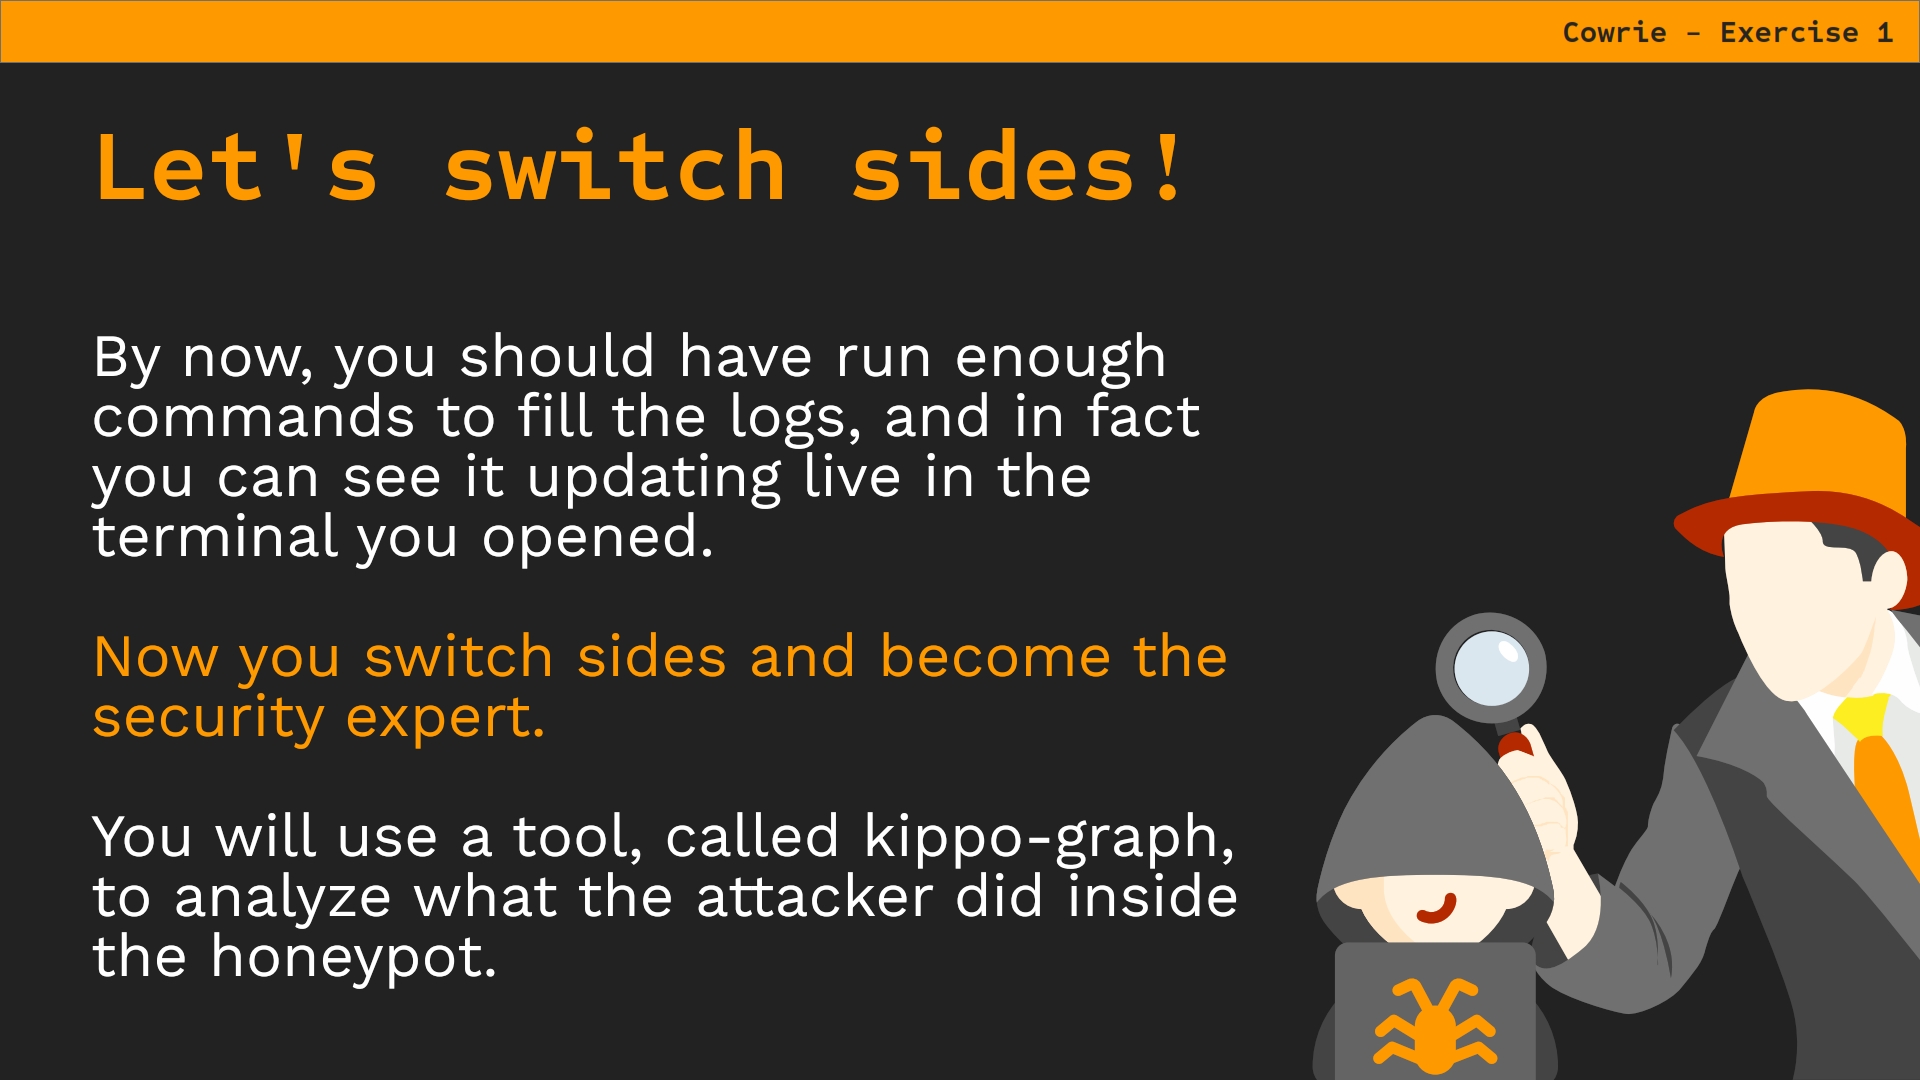 Cowrie – Exercise 1
Let's switch sides!
By now, you should have run enough
commands to fill the logs, and in fact
you can see it updating live in the
terminal you opened.
Now you switch sides and become the
security expert.
You will use a tool, called kippo-graph,
to analyze what the attacker did inside
the honeypot.